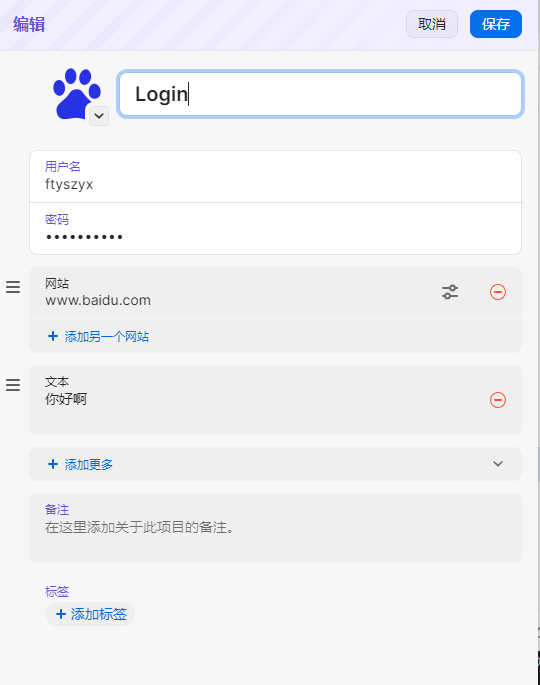 编辑
取消
保存
Login
用户名
ftyszyx
密码
••••••••••
网站
www.baidu.com
+ 添加另一个网站
文本
你好啊
+ 添加更多
备注
在这里添加关于此项目的备注。
标签
+ 添加标签